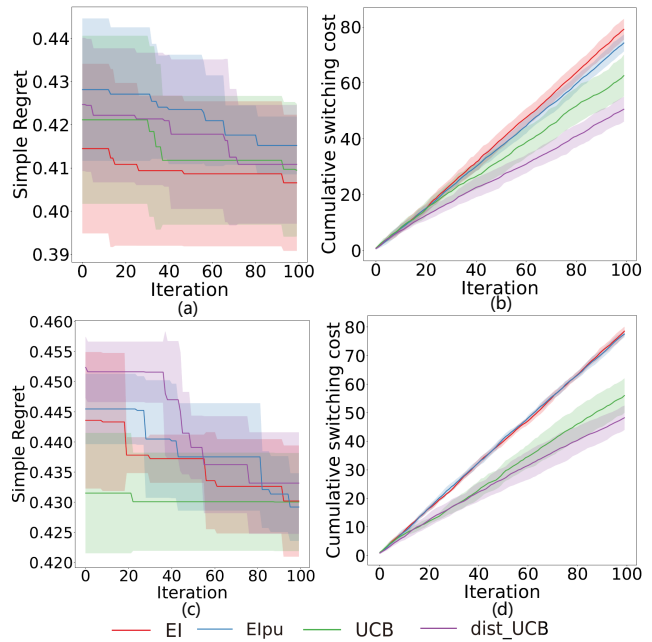 0.44
0.43
0.42
0.41
0.40
0.39
Simple Regret
0 20 40 60 80 100
Iteration
(a)
80
60
40
20
0
Cumulative switching cost
0 20 40 60 80 100
Iteration
(b)
0.460
0.455
0.450
0.445
0.440
0.435
0.430
0.425
0.420
Simple Regret
0 20 40 60 80 100
Iteration
(c)
80
70
60
50
40
30
20
10
0
Cumulative switching cost
0 20 40 60 80 100
Iteration
(d)
EI EIpu UCB dist_UCB